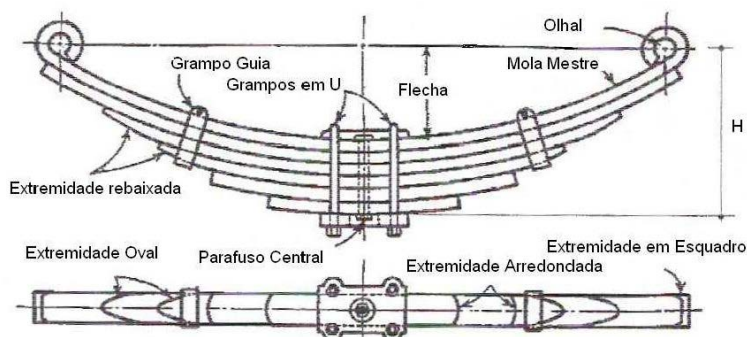 Olhal
Grampo Guia
Mola Mestre
Grampos em U
Flecha
H
Extremidade rebaixada
Extremidade Oval
Parafuso Central
Extremidade em Esquadro
Extremidade Arredondada